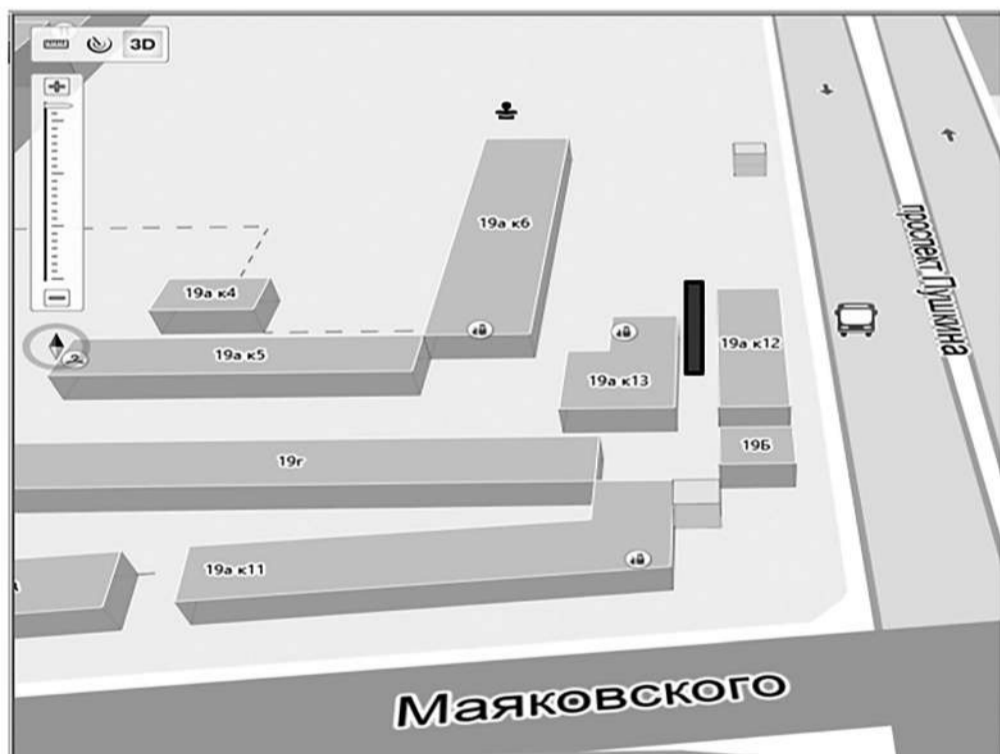 3D
19а к6
19а к4
19а к5
19а к12
19а к13
19Б
19г
19а к11
проспект Пушкина
Маяковского